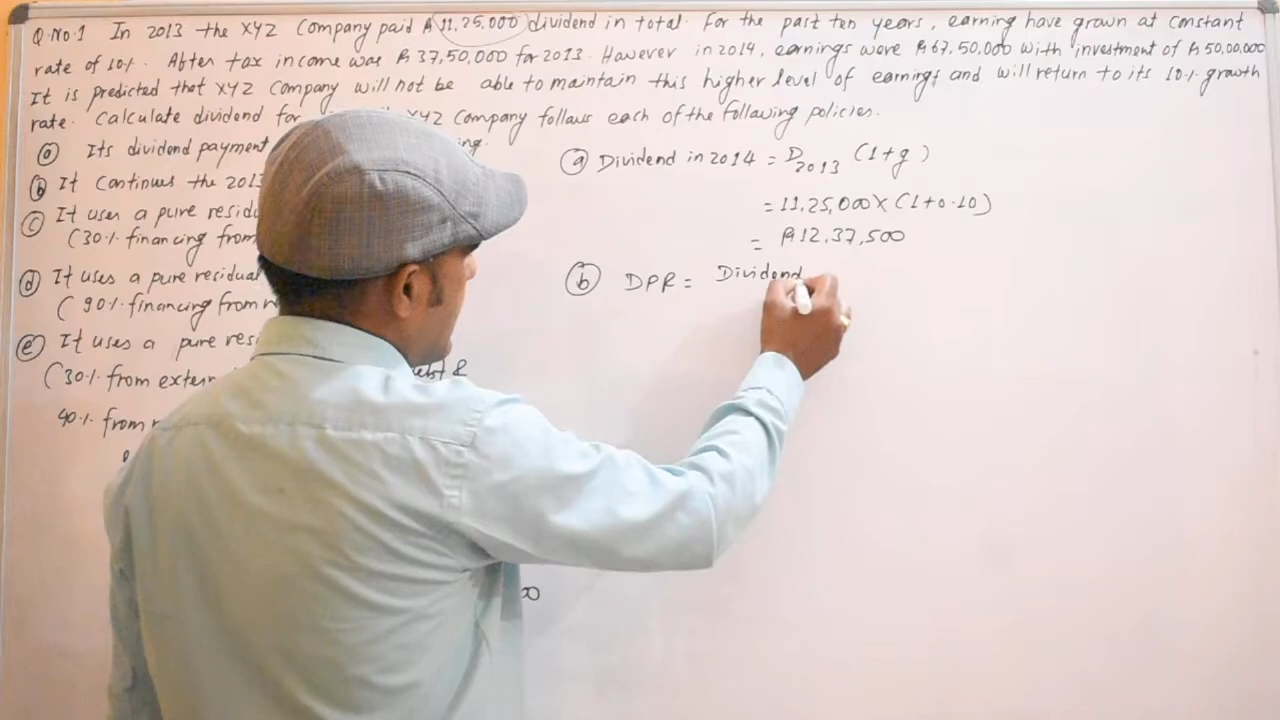 Q.No.1 In 2013 the XYZ Company paid ₨ 11,25,000 dividend in total. For the past ten years, earning have grown at constant
rate of 10%. After tax income was ₨ 37,50,000 for 2013. However in 2014, earnings were ₨ 67,50,000 with investment of ₨ 50,00,000
It is predicted that XYZ Company will not be able to maintain this higher level of earnings and will return to its 10% growth
rate. Calculate dividend for XYZ Company follows each of the following policies.
(a) Its dividend payment ing.
(b) It Continues the 2013
(c) It uses a pure resid
(30% financing from
(d) It uses a pure residual
(90% financing from
(e) It uses a pure res
(30% from extern debt &
40% from r
00
(a) Dividend in 2014 = D2013 (1+g)
= 11,25,000 X (1+0.10)
= ₨ 12,37,500
(b) DPR = Dividend